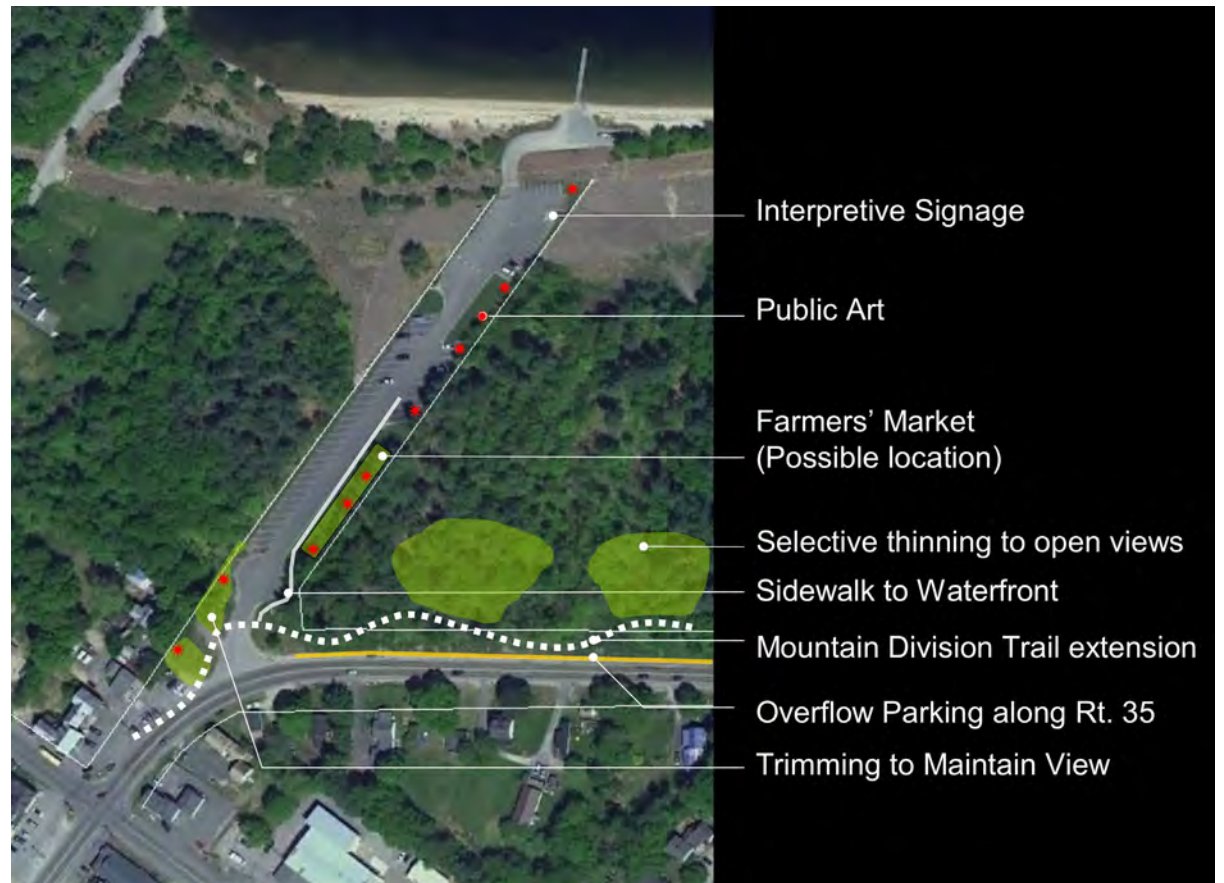 Interpretive Signage
Public Art
Farmers’ Market
(Possible location)
Selective thinning to open views
Sidewalk to Waterfront
Mountain Division Trail extension
Overflow Parking along Rt. 35
Trimming to Maintain View